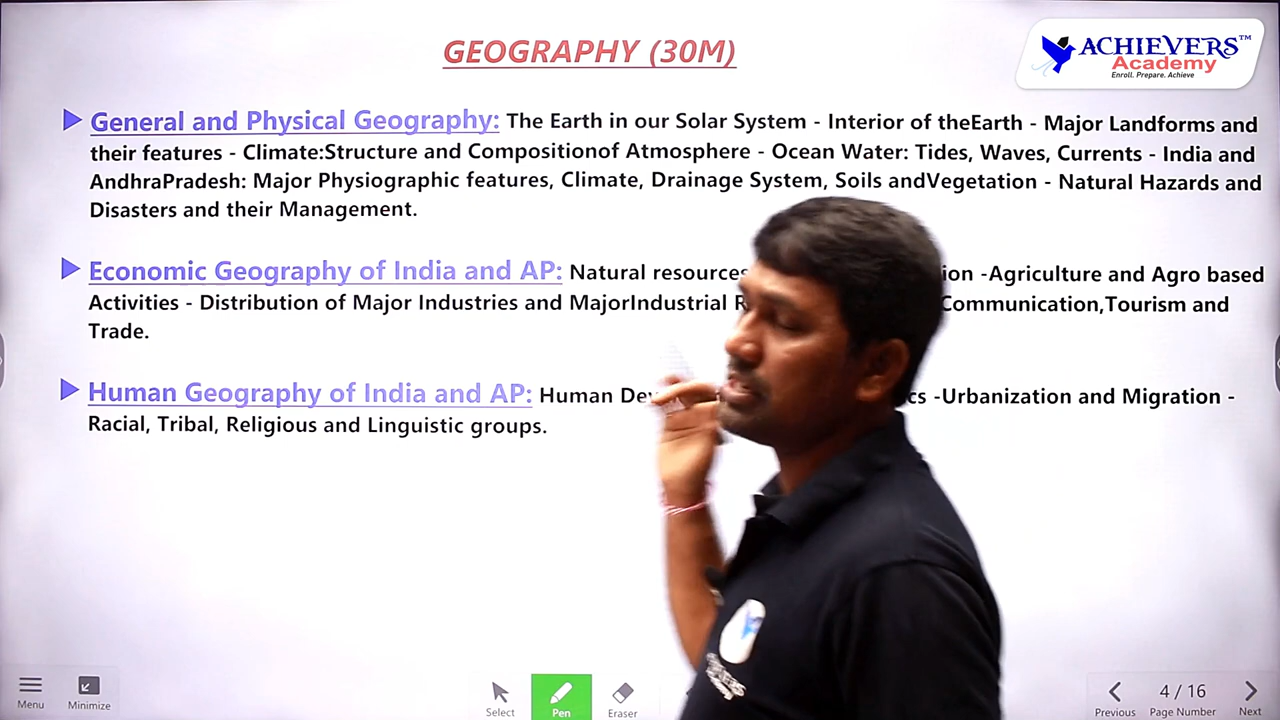 GEOGRAPHY (30M)
ACHIEVERS™
Academy
Enroll. Prepare. Achieve
General and Physical Geography: The Earth in our Solar System - Interior of theEarth - Major Landforms and
their features - Climate:Structure and Compositionof Atmosphere - Ocean Water: Tides, Waves, Currents - India and
AndhraPradesh: Major Physiographic features, Climate, Drainage System, Soils andVegetation - Natural Hazards and
Disasters and their Management.
Economic Geography of India and AP: Natural resources -Agriculture and Agro based
Activities - Distribution of Major Industries and MajorIndustrial Communication,Tourism and
Trade.
Human Geography of India and AP: Human -Urbanization and Migration -
Racial, Tribal, Religious and Linguistic groups.
Menu
Minimize
Select
Pen
Eraser
Previous
4 / 16
Page Number
Next